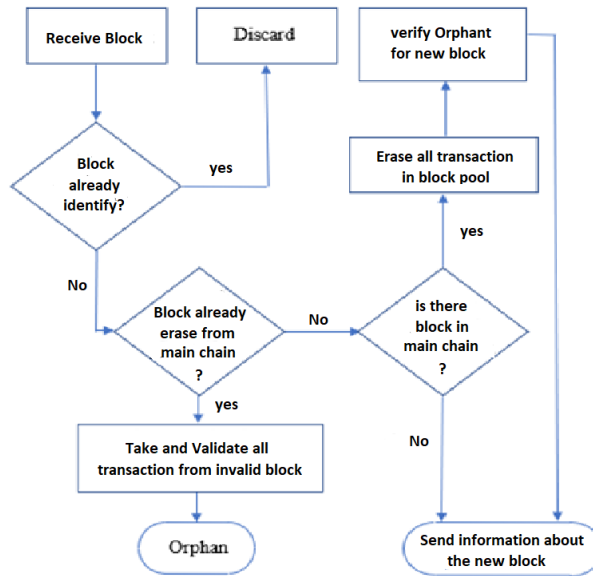 Receive Block
Discard
verify Orphant
for new block
Block
already
identify?
yes
Erase all transaction
in block pool
yes
No
Block already
erase from
main chain
?
No
is there
block in
main chain
?
yes
No
Take and Validate all
transaction from invalid block
Orphan
Send information about
the new block